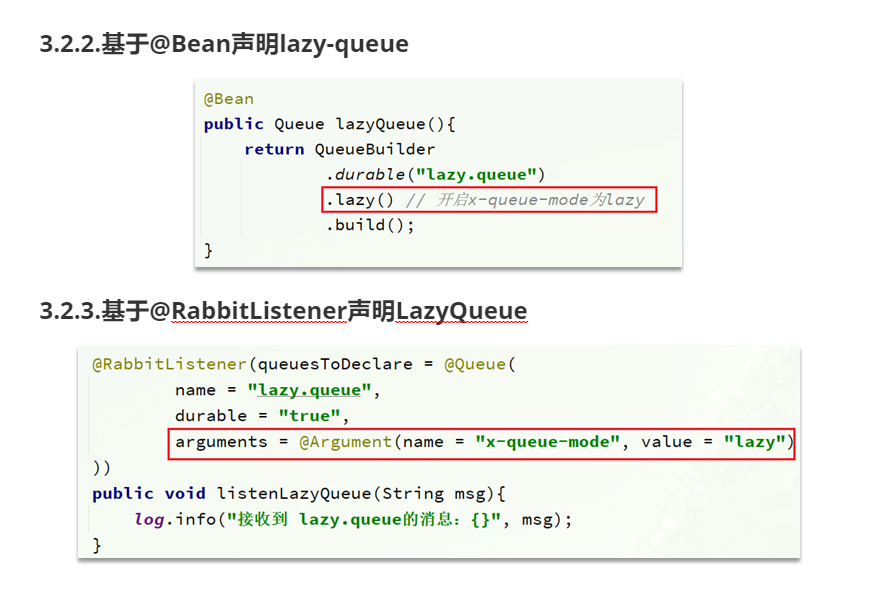 3.2.2.基于@Bean声明lazy-queue
@Bean
public Queue lazyQueue(){
return QueueBuilder
.durable("lazy.queue")
.lazy() // 开启x-queue-mode为lazy
.build();
}
3.2.3.基于@RabbitListener声明LazyQueue
@RabbitListener(queuesToDeclare = @Queue(
name = "lazy.queue",
durable = "true",
arguments = @Argument(name = "x-queue-mode", value = "lazy")
))
public void listenLazyQueue(String msg){
log.info("接收到 lazy.queue的消息：{}", msg);
}